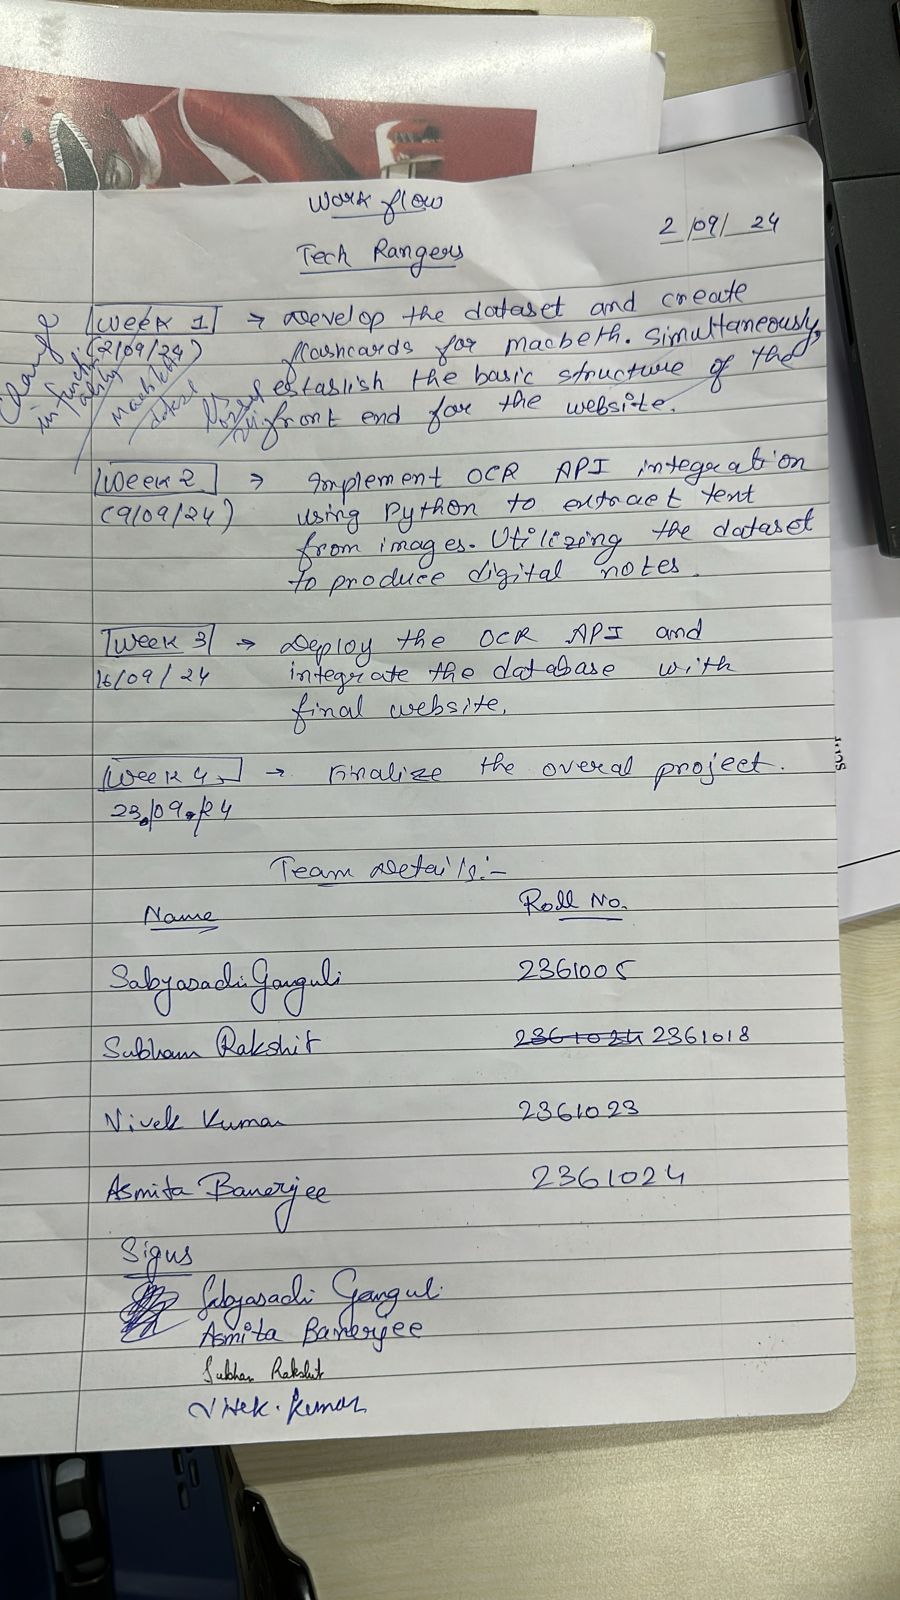 Work flow
2/09/24
Tech Rangers
Week 1 → Develop the dataset and create
(2/09/24) flashcards for macbeth. Simultaneously,
establish the basic structure of the
front end for the website.
Change
in functionality
Week 2 → Implement OCR API integration
(9/09/24) using Python to extract text
from images. Utilizing the dataset
to produce digital notes.
Week 3 → Deploy the OCR API and
16/09/24 integrate the database with
final website.
Week 4 → Finalize the overal project.
23/09/24
Team Details:-
Name Roll No.
Sabyasachi Ganguli 2361005
Subham Rakshit 2361024 2361018
Vivek Kumar 2361023
Asmita Banerjee 2361024
Signs
Sabyasachi Ganguli
Asmita Banerjee
Subham Rakshit
Vivek Kumar